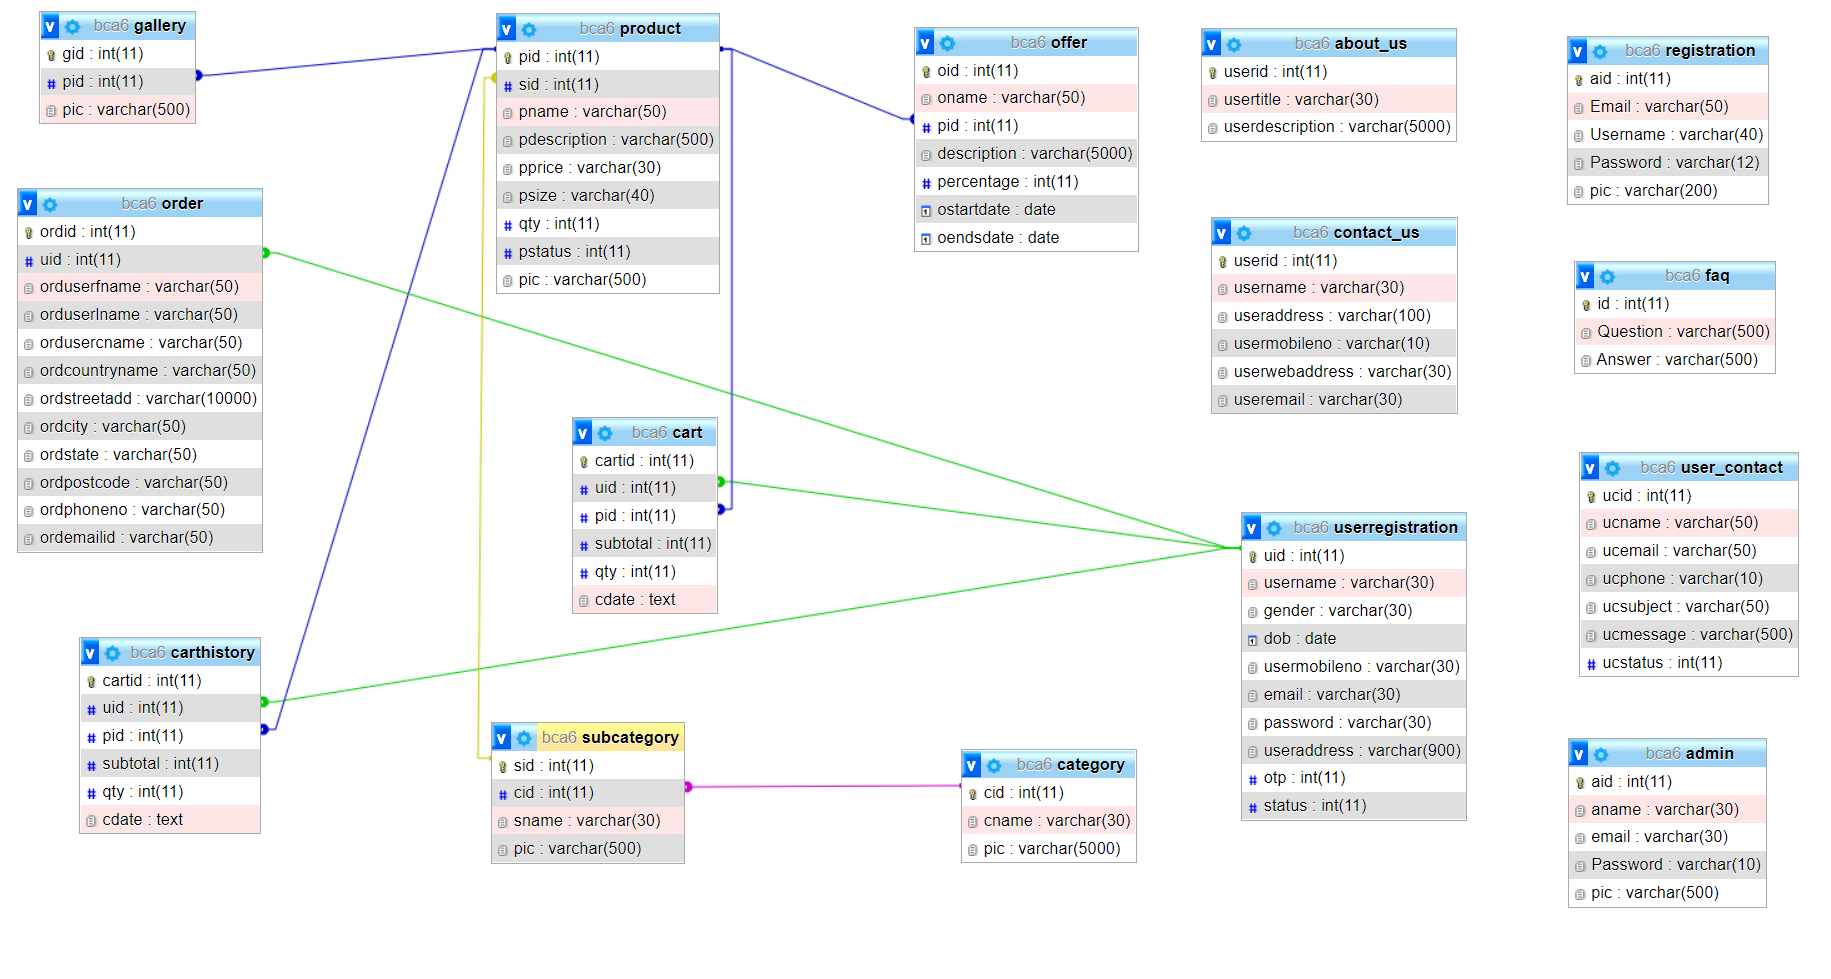 v bca6 gallery
gid : int(11)
# pid : int(11)
pic : varchar(500)
v bca6 product
pid : int(11)
# sid : int(11)
pname : varchar(50)
pdescription : varchar(500)
pprice : varchar(30)
psize : varchar(40)
# qty : int(11)
# pstatus : int(11)
pic : varchar(500)
v bca6 offer
oid : int(11)
oname : varchar(50)
# pid : int(11)
description : varchar(5000)
# percentage : int(11)
ostartdate : date
oendsdate : date
v bca6 about_us
userid : int(11)
usertitle : varchar(30)
userdescription : varchar(5000)
v bca6 registration
aid : int(11)
Email : varchar(50)
Username : varchar(40)
Password : varchar(12)
pic : varchar(200)
v bca6 order
ordid : int(11)
# uid : int(11)
orduserfname : varchar(50)
orduserlname : varchar(50)
ordusercname : varchar(50)
ordcountryname : varchar(50)
ordstreetadd : varchar(10000)
ordcity : varchar(50)
ordstate : varchar(50)
ordpostcode : varchar(50)
ordphoneno : varchar(50)
ordemailid : varchar(50)
v bca6 contact_us
userid : int(11)
username : varchar(30)
useraddress : varchar(100)
usermobileno : varchar(10)
userwebaddress : varchar(30)
useremail : varchar(30)
v bca6 faq
id : int(11)
Question : varchar(500)
Answer : varchar(500)
v bca6 cart
cartid : int(11)
# uid : int(11)
# pid : int(11)
# subtotal : int(11)
# qty : int(11)
cdate : text
v bca6 user_contact
ucid : int(11)
ucname : varchar(50)
ucemail : varchar(50)
ucphone : varchar(10)
ucsubject : varchar(50)
ucmessage : varchar(500)
# ucstatus : int(11)
v bca6 userregistration
uid : int(11)
username : varchar(30)
gender : varchar(30)
dob : date
usermobileno : varchar(30)
email : varchar(30)
password : varchar(30)
useraddress : varchar(900)
# otp : int(11)
# status : int(11)
v bca6 carthistory
cartid : int(11)
# uid : int(11)
# pid : int(11)
# subtotal : int(11)
# qty : int(11)
cdate : text
v bca6 subcategory
sid : int(11)
# cid : int(11)
sname : varchar(30)
pic : varchar(500)
v bca6 category
cid : int(11)
cname : varchar(30)
pic : varchar(5000)
v bca6 admin
aid : int(11)
aname : varchar(30)
email : varchar(30)
Password : varchar(10)
pic : varchar(500)